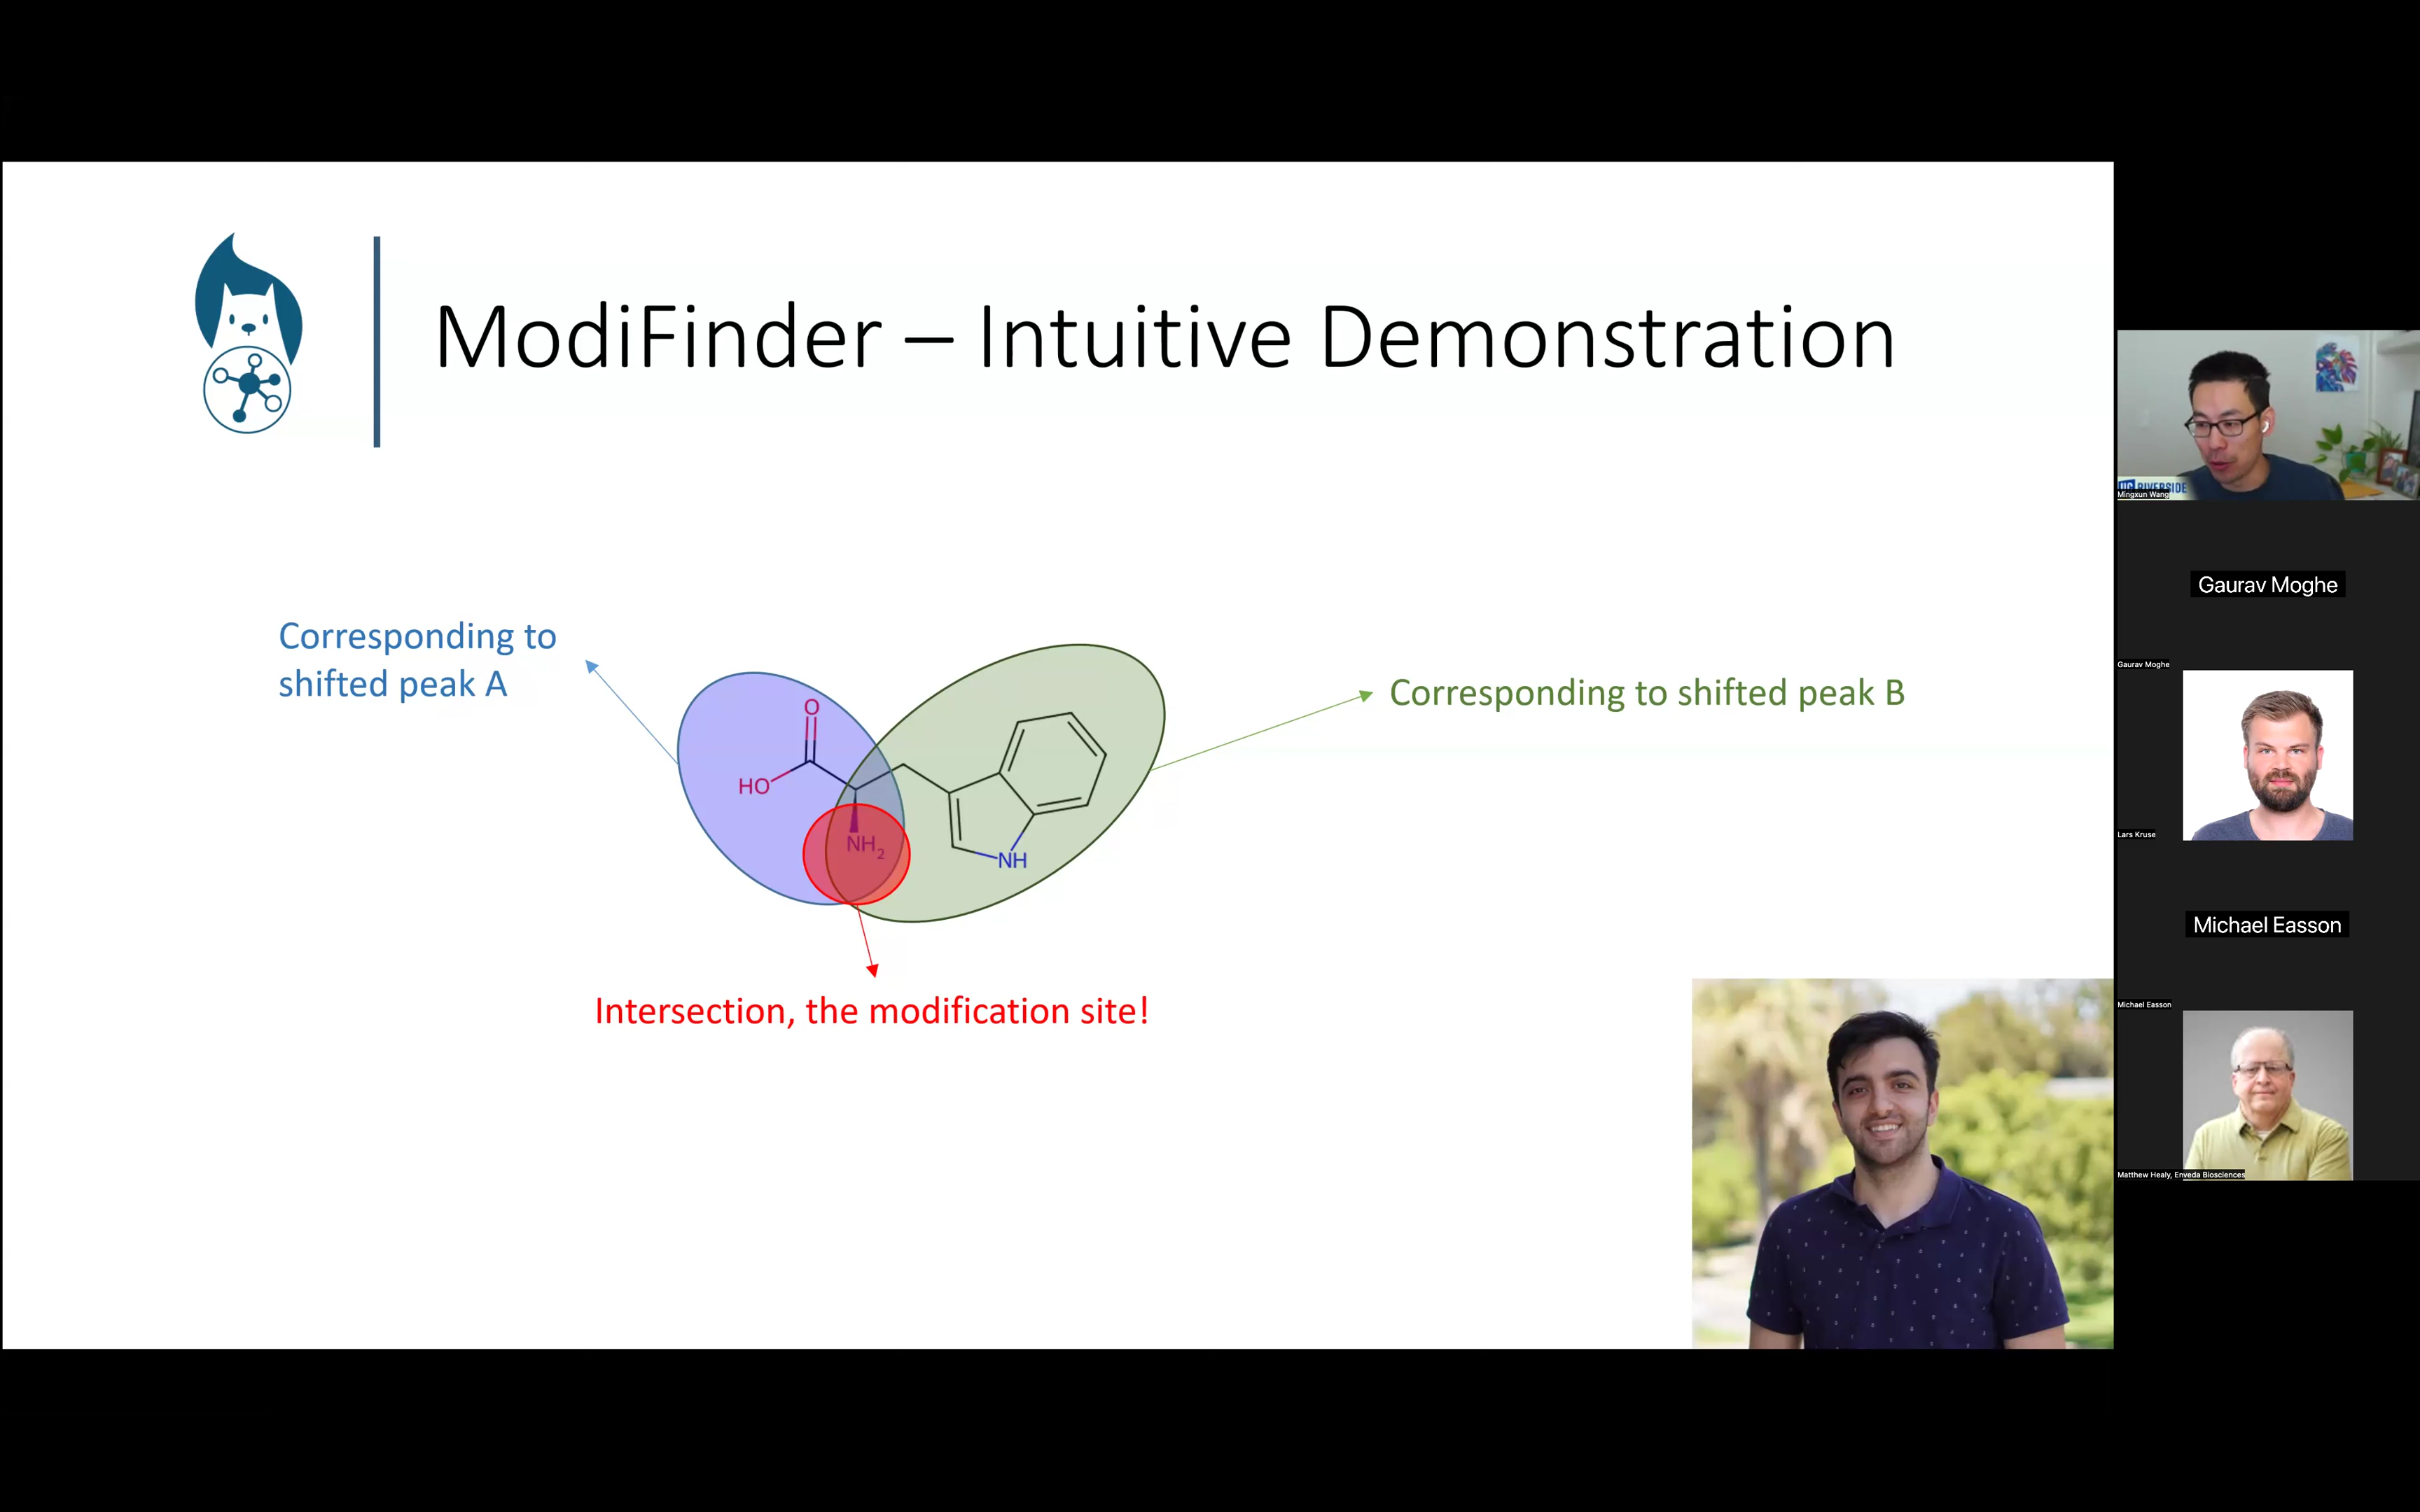 ModiFinder – Intuitive Demonstration
Corresponding to
shifted peak A
Corresponding to shifted peak B
O
HO
NH2
NH
Intersection, the modification site!
RIVERSIDE
Mingxun Wang
Gaurav Moghe
Gaurav Moghe
Lars Kruse
Michael Easson
Michael Easson
Matthew Healy, Enveda Biosciences